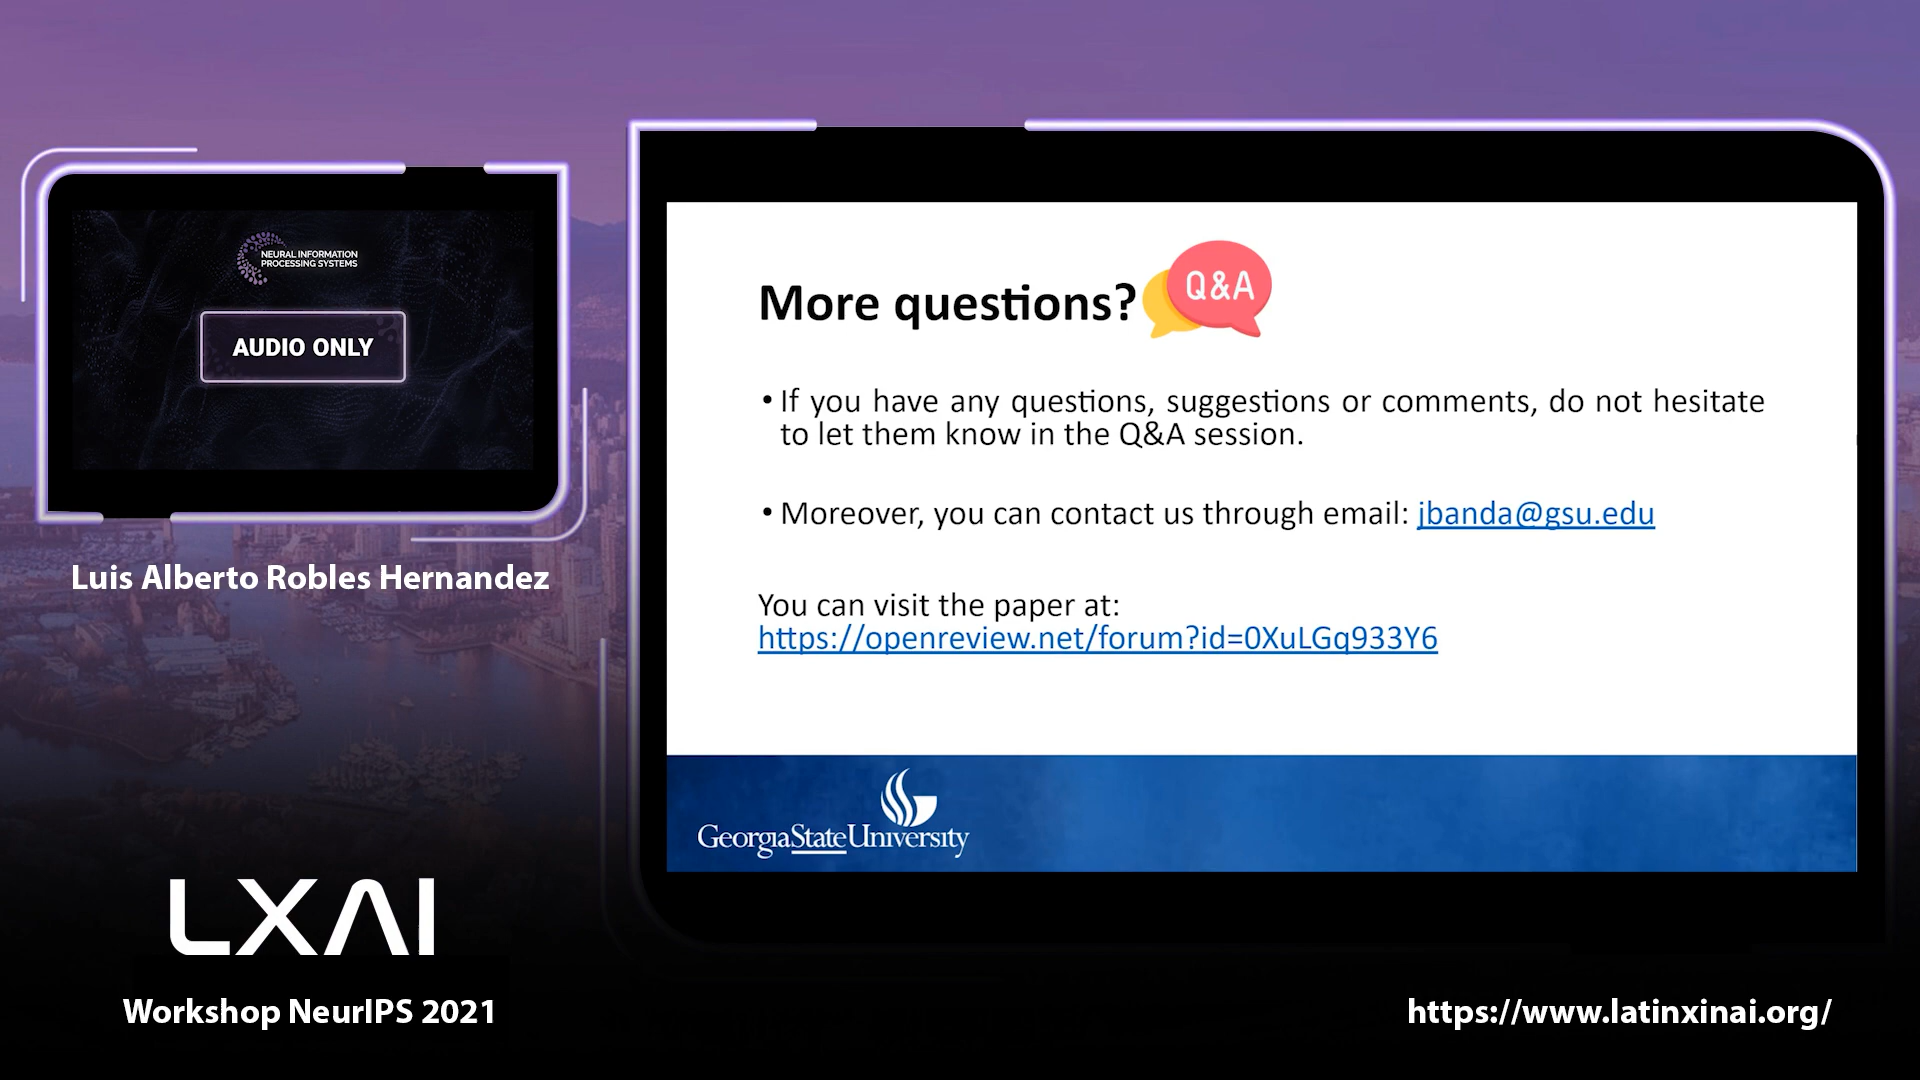 NEURAL INFORMATION
PROCESSING SYSTEMS
AUDIO ONLY
Luis Alberto Robles Hernandez
LXAI
Workshop NeurIPS 2021
More questions?
Q&A
• If you have any questions, suggestions or comments, do not hesitate
to let them know in the Q&A session.
• Moreover, you can contact us through email: jbanda@gsu.edu
You can visit the paper at:
https://openreview.net/forum?id=0XuLGq933Y6
GeorgiaStateUniversity
https://www.latinxinai.org/